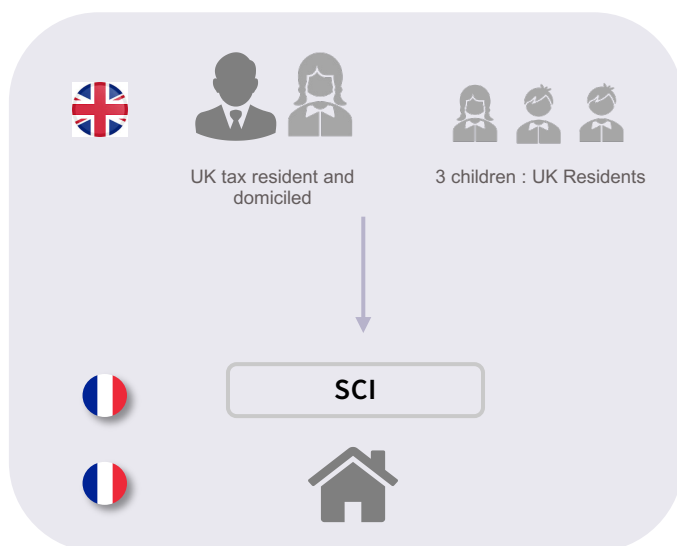 UK tax resident and
domiciled
3 children : UK Residents
SCI